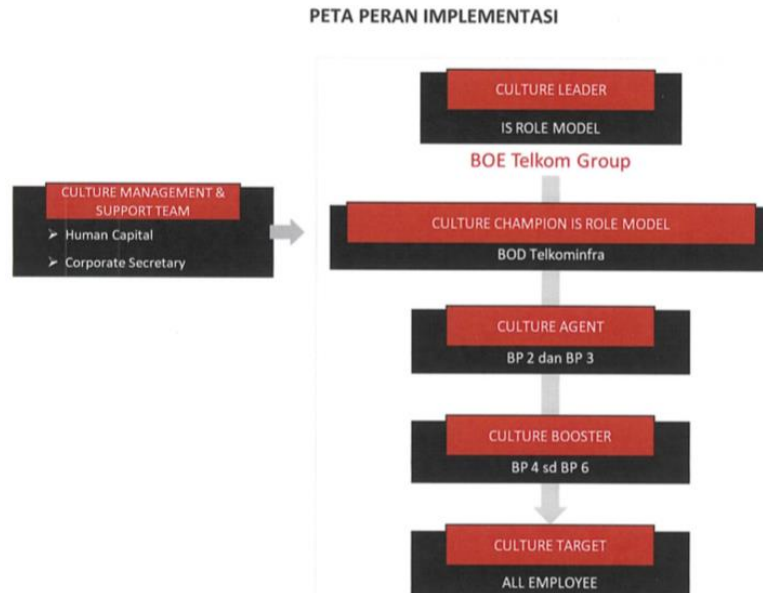 PETA PERAN IMPLEMENTASI
CULTURE LEADER
IS ROLE MODEL
BOE Telkom Group
CULTURE MANAGEMENT &
SUPPORT TEAM
➢ Human Capital
➢ Corporate Secretary
CULTURE CHAMPION IS ROLE MODEL
BOD Telkominfra
CULTURE AGENT
BP 2 dan BP 3
CULTURE BOOSTER
BP 4 sd BP 6
CULTURE TARGET
ALL EMPLOYEE